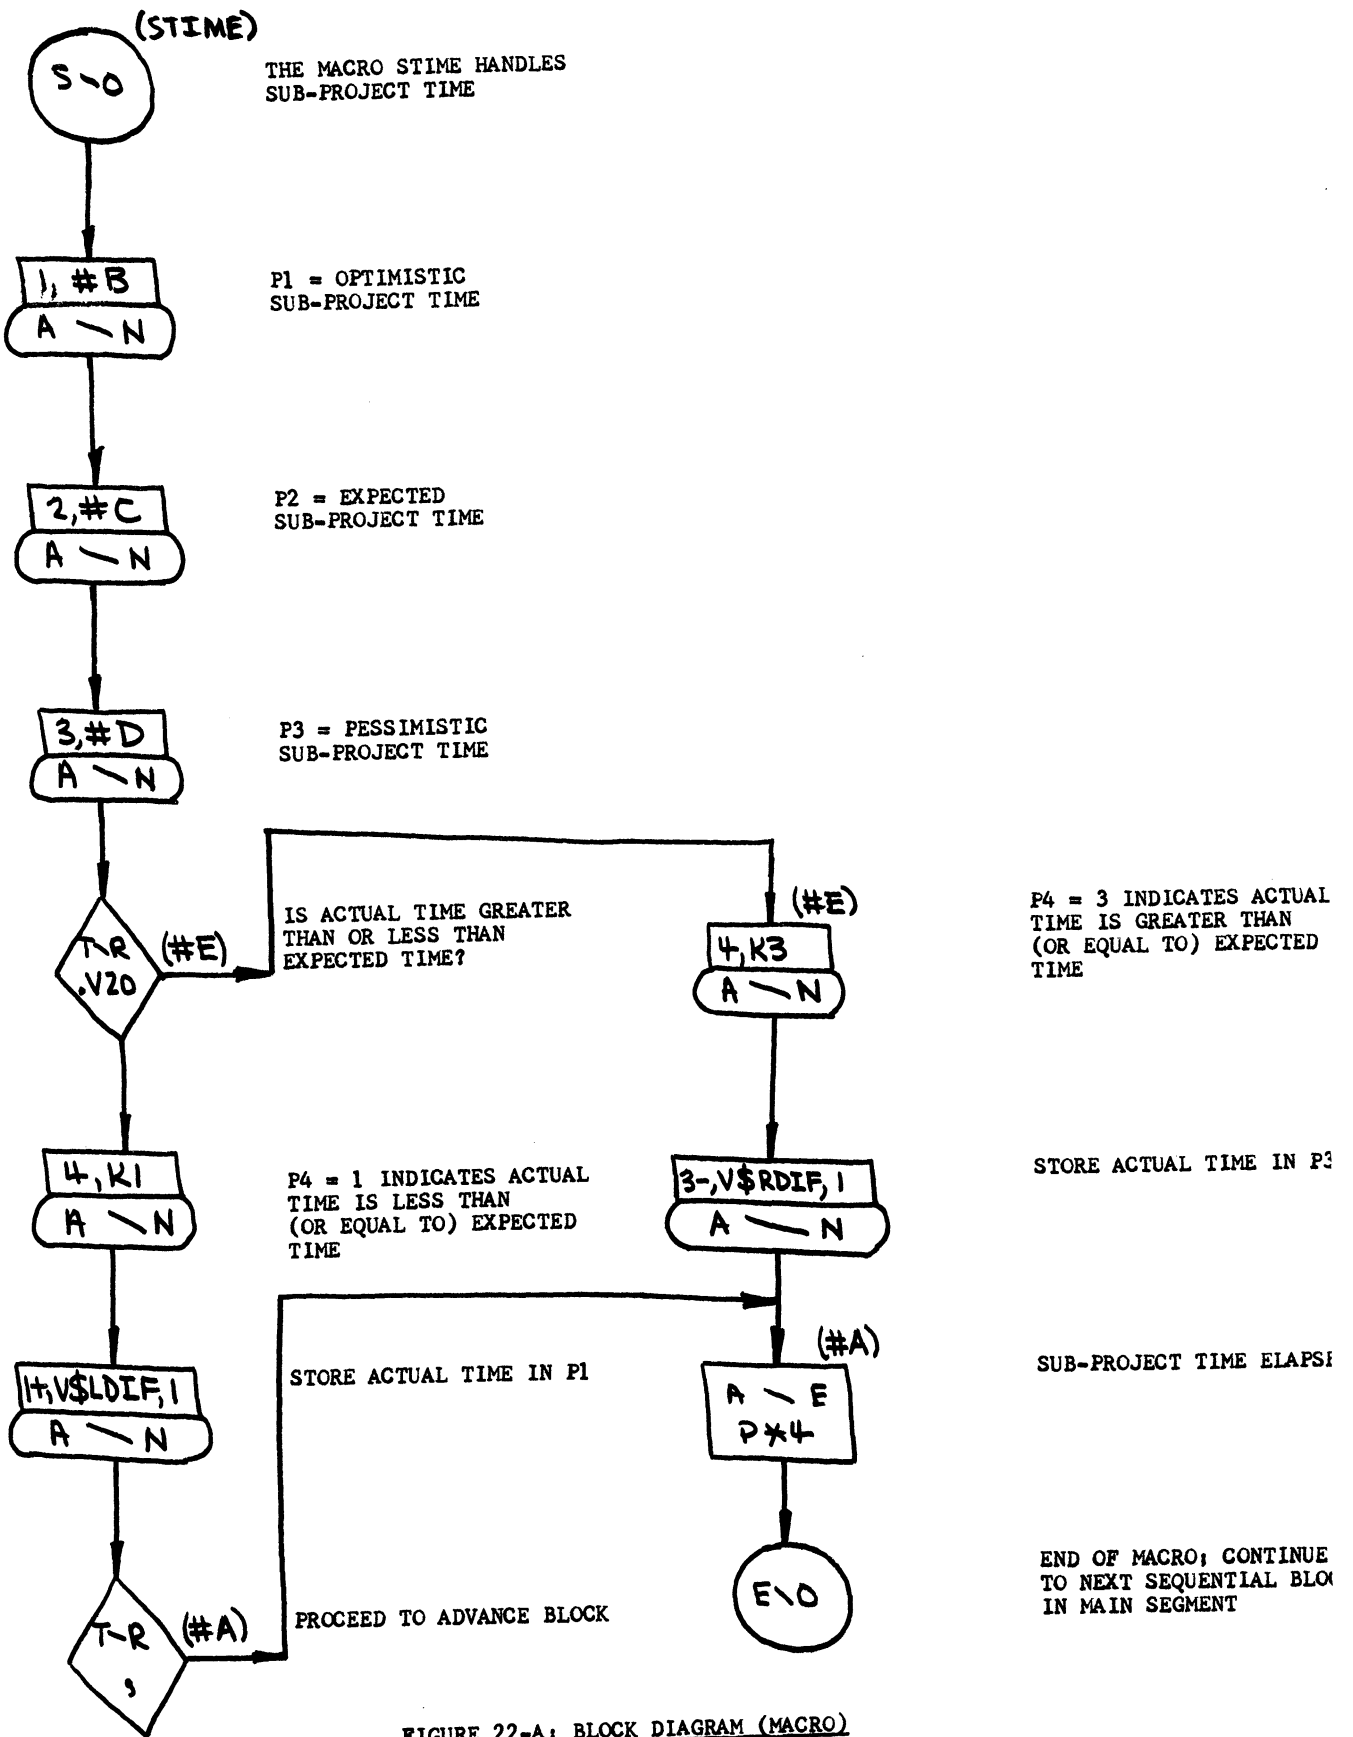 (STIME)
S\O
THE MACRO STIME HANDLES
SUB-PROJECT TIME
1, #B
A \ N
P1 = OPTIMISTIC
SUB-PROJECT TIME
2,#C
A \ N
P2 = EXPECTED
SUB-PROJECT TIME
3,#D
A \ N
P3 = PESSIMISTIC
SUB-PROJECT TIME
T\R
.V20
(#E)
IS ACTUAL TIME GREATER
THAN OR LESS THAN
EXPECTED TIME?
(#E)
4,K3
A \ N
P4 = 3 INDICATES ACTUAL
TIME IS GREATER THAN
(OR EQUAL TO) EXPECTED
TIME
4,K1
A \ N
P4 = 1 INDICATES ACTUAL
TIME IS LESS THAN
(OR EQUAL TO) EXPECTED
TIME
3-,V$RDIF,1
A \ N
STORE ACTUAL TIME IN P3
1+,V$LDIF,1
A \ N
STORE ACTUAL TIME IN P1
(#A)
A \ E
P*4
SUB-PROJECT TIME ELAPSE
T\R
,
(#A)
PROCEED TO ADVANCE BLOCK
E\O
END OF MACRO; CONTINUE
TO NEXT SEQUENTIAL BLOC
IN MAIN SEGMENT
FIGURE 22-A: BLOCK DIAGRAM (MACRO)